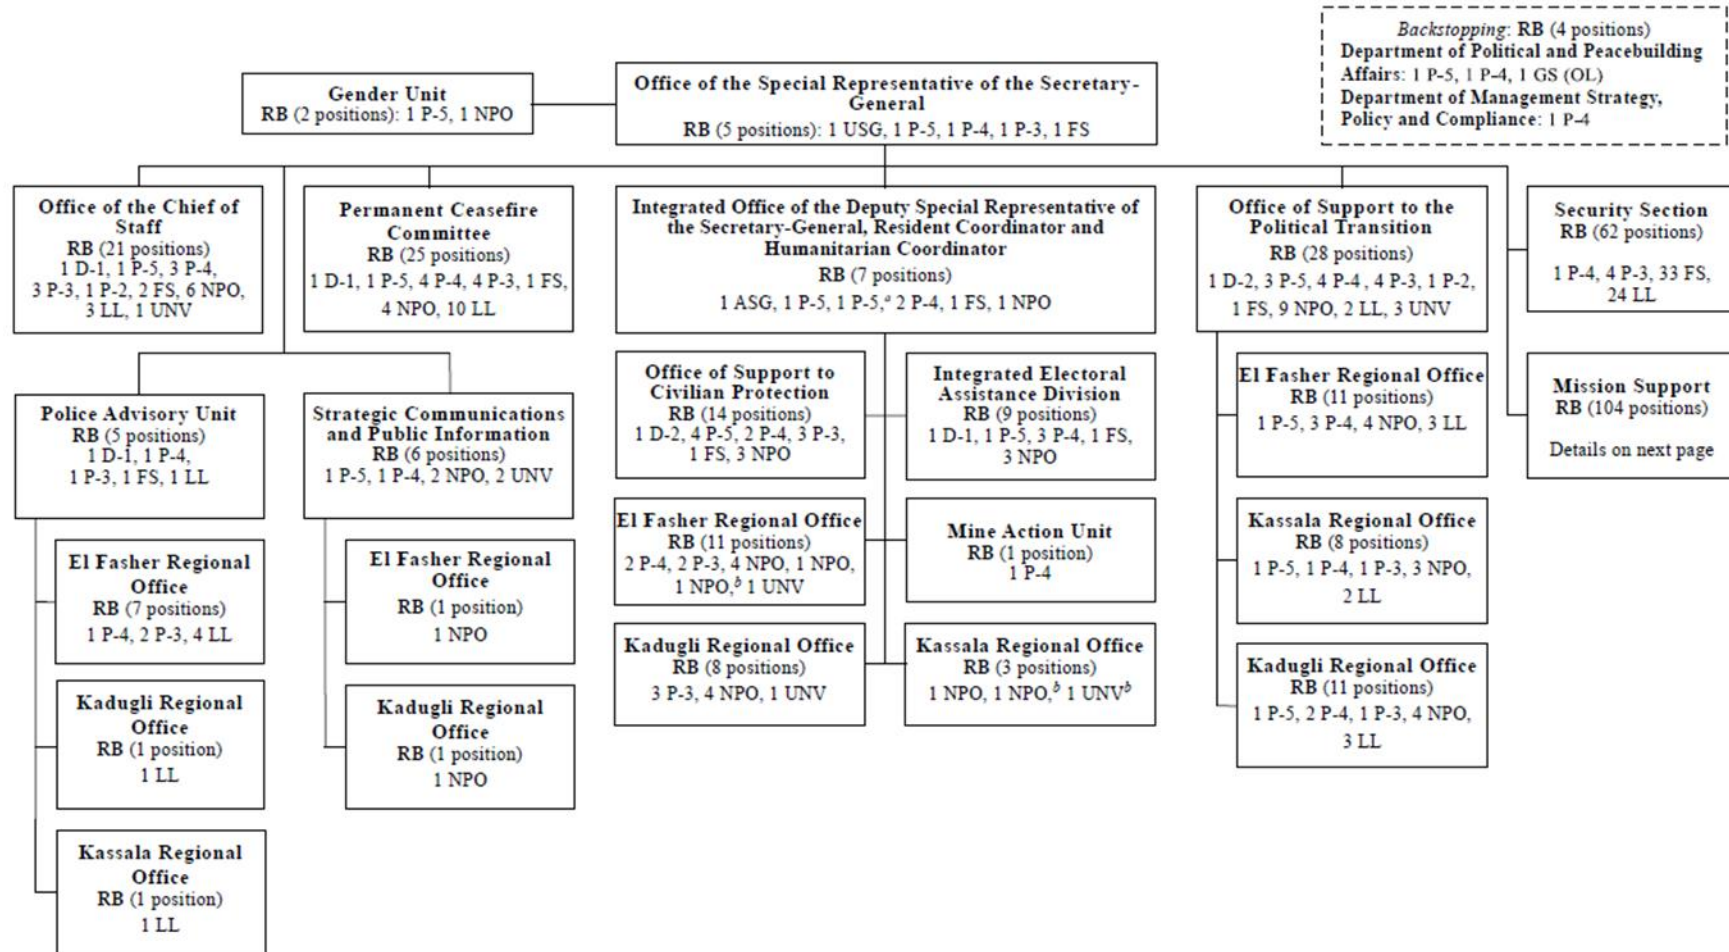 Backstopping: RB (4 positions)
Department of Political and Peacebuilding
Affairs: 1 P-5, 1 P-4, 1 GS (OL)
Department of Management Strategy,
Policy and Compliance: 1 P-4
Gender Unit
RB (2 positions): 1 P-5, 1 NPO
Office of the Special Representative of the Secretary-
General
RB (5 positions): 1 USG, 1 P-5, 1 P-4, 1 P-3, 1 FS
Office of the Chief of
Staff
RB (21 positions)
1 D-1, 1 P-5, 3 P-4,
3 P-3, 1 P-2, 2 FS, 6 NPO,
3 LL, 1 UNV
Permanent Ceasefire
Committee
RB (25 positions)
1 D-1, 1 P-5, 4 P-4, 4 P-3, 1 FS,
4 NPO, 10 LL
Integrated Office of the Deputy Special Representative of
the Secretary-General, Resident Coordinator and
Humanitarian Coordinator
RB (7 positions)
1 ASG, 1 P-5, 1 P-5,a 2 P-4, 1 FS, 1 NPO
Office of Support to the
Political Transition
RB (28 positions)
1 D-2, 3 P-5, 4 P-4 , 4 P-3, 1 P-2,
1 FS, 9 NPO, 2 LL, 3 UNV
Security Section
RB (62 positions)
1 P-4, 4 P-3, 33 FS,
24 LL
Police Advisory Unit
RB (5 positions)
1 D-1, 1 P-4,
1 P-3, 1 FS, 1 LL
Strategic Communications
and Public Information
RB (6 positions)
1 P-5, 1 P-4, 2 NPO, 2 UNV
Office of Support to
Civilian Protection
RB (14 positions)
1 D-2, 4 P-5, 2 P-4, 3 P-3,
1 FS, 3 NPO
Integrated Electoral
Assistance Division
RB (9 positions)
1 D-1, 1 P-5, 3 P-4, 1 FS,
3 NPO
El Fasher Regional Office
RB (11 positions)
1 P-5, 3 P-4, 4 NPO, 3 LL
Mission Support
RB (104 positions)
Details on next page
El Fasher Regional
Office
RB (7 positions)
1 P-4, 2 P-3, 4 LL
El Fasher Regional
Office
RB (1 position)
1 NPO
El Fasher Regional Office
RB (11 positions)
2 P-4, 2 P-3, 4 NPO, 1 NPO,
1 NPO,b 1 UNV
Mine Action Unit
RB (1 position)
1 P-4
Kassala Regional Office
RB (8 positions)
1 P-5, 1 P-4, 1 P-3, 3 NPO,
2 LL
Kadugli Regional
Office
RB (1 position)
1 LL
Kadugli Regional
Office
RB (1 position)
1 NPO
Kadugli Regional Office
RB (8 positions)
3 P-3, 4 NPO, 1 UNV
Kassala Regional Office
RB (3 positions)
1 NPO, 1 NPO,b 1 UNVb
Kadugli Regional Office
RB (11 positions)
1 P-5, 2 P-4, 1 P-3, 4 NPO,
3 LL
Kassala Regional
Office
RB (1 position)
1 LL